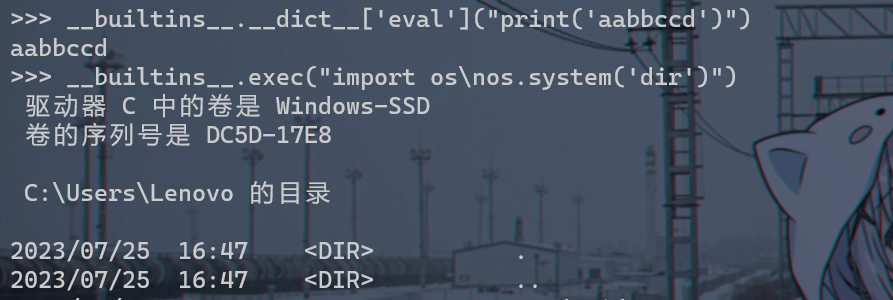 >>> __builtins__.__dict__['eval']("print('aabbccd')")
aabbccd
>>> __builtins__.exec("import os\nos.system('dir')")
驱动器 C 中的卷是 Windows-SSD
卷的序列号是 DC5D-17E8
C:\Users\Lenovo 的目录
2023/07/25  16:47    <DIR>          .
2023/07/25  16:47    <DIR>          ..